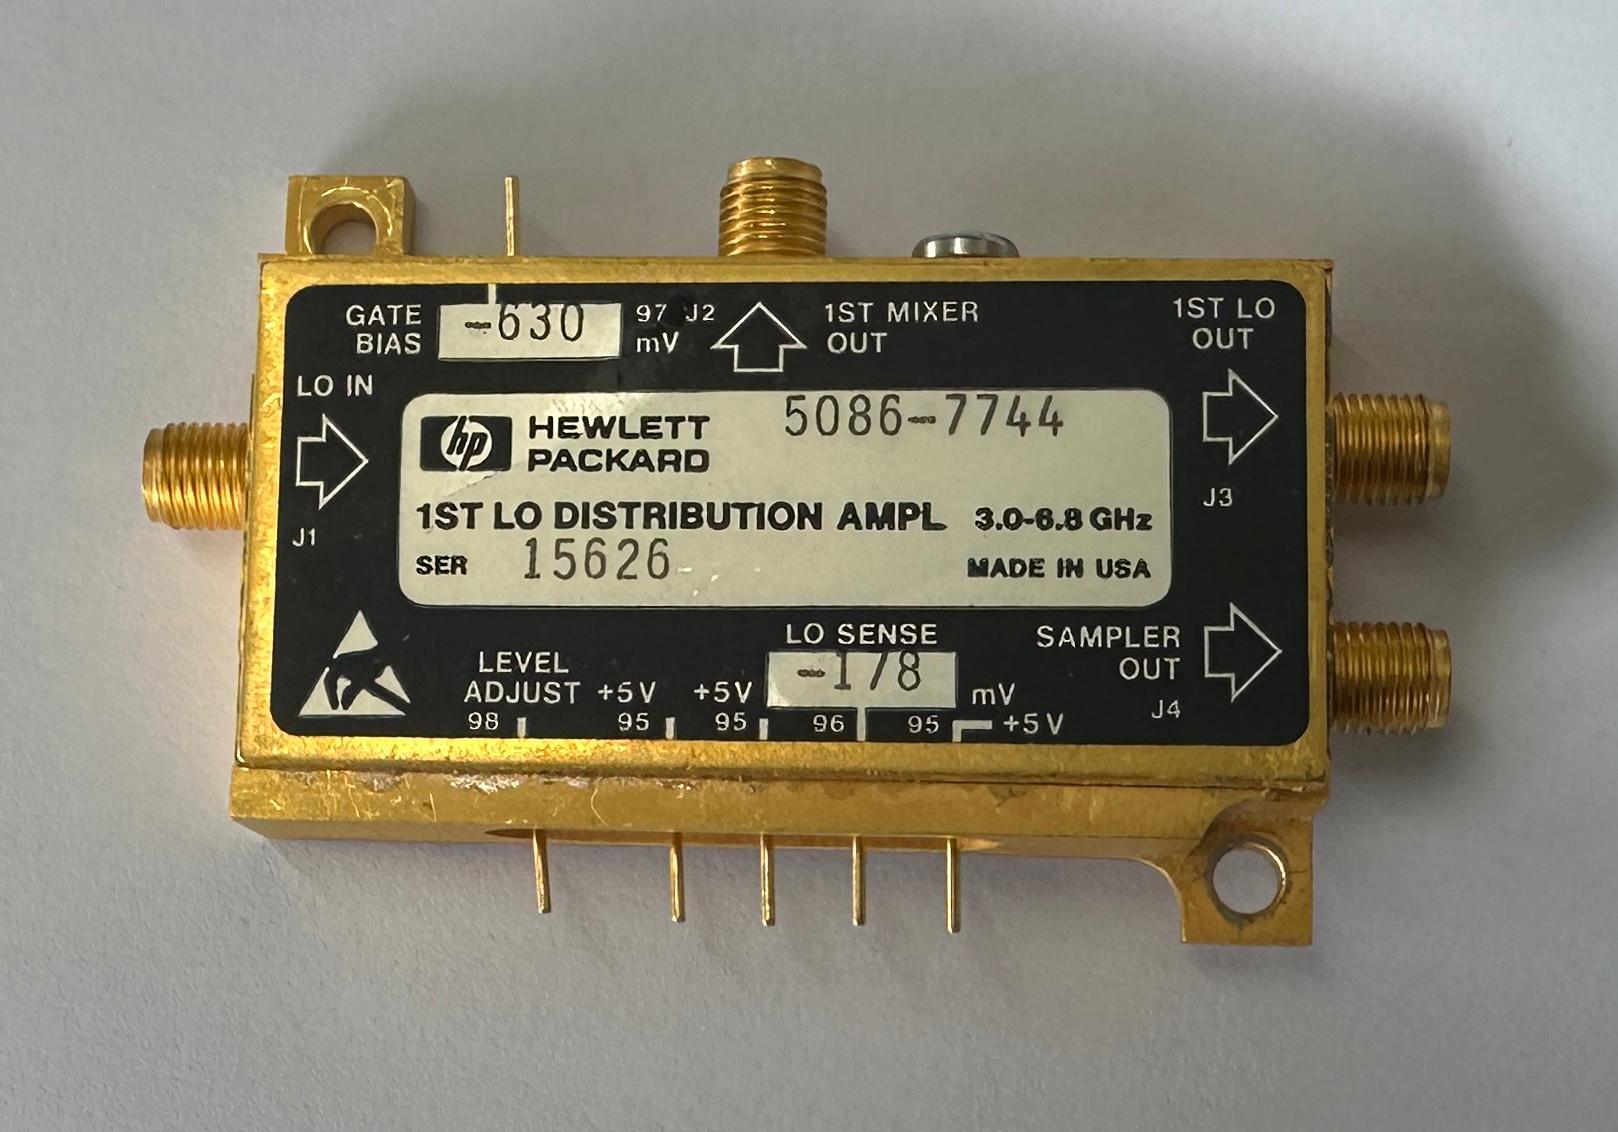 GATE BIAS -630 97 mV
J2 1ST MIXER OUT
1ST LO OUT
LO IN
J1
J3
hp HEWLETT PACKARD 5086-7744
1ST LO DISTRIBUTION AMPL 3.0-6.8 GHz
SER 15626 MADE IN USA
LO SENSE
-178 mV
SAMPLER OUT
J4
LEVEL ADJUST +5V +5V
98 95 95 96 95 +5V